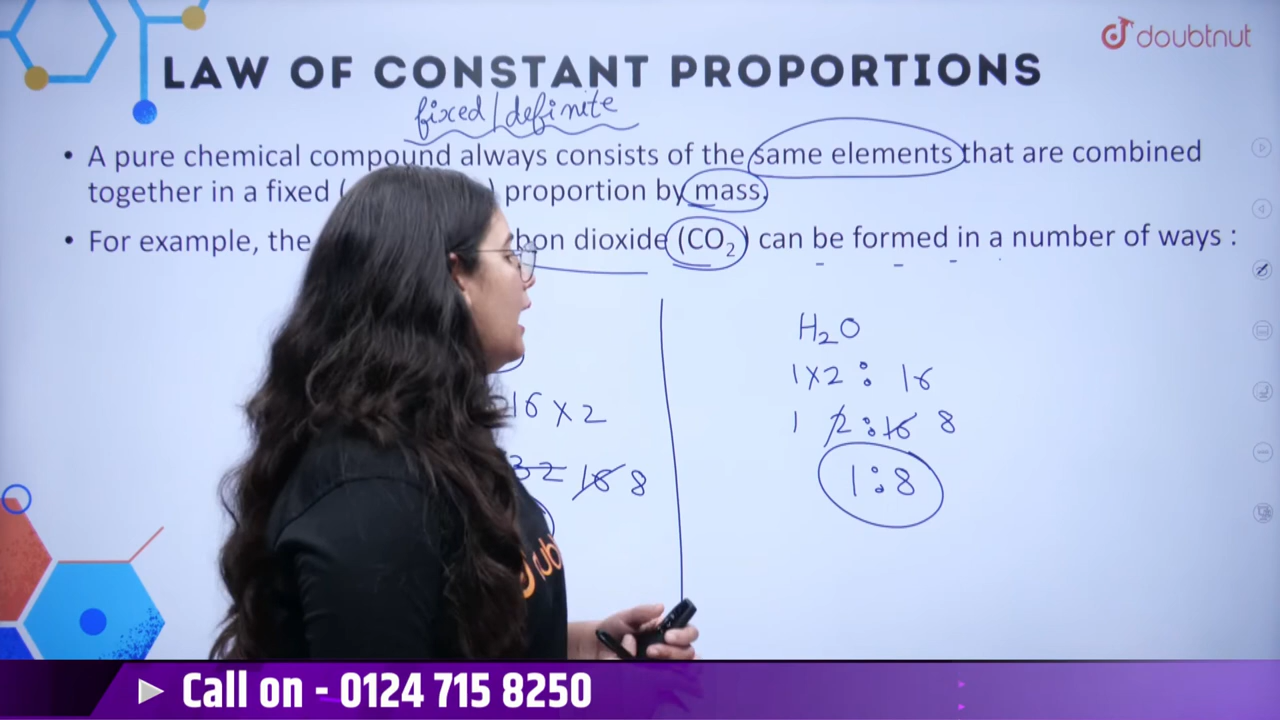 doubtnut
LAW OF CONSTANT PROPORTIONS
fixed/definite
• A pure chemical compound always consists of the same elements that are combined
together in a fixed ( ) proportion by mass.
• For example, the dioxide (CO₂) can be formed in a number of ways :
H₂O
16 × 2
1×2 : 16
32 16 8
1 2 : 16 8
1:8
Call on - 0124 715 8250